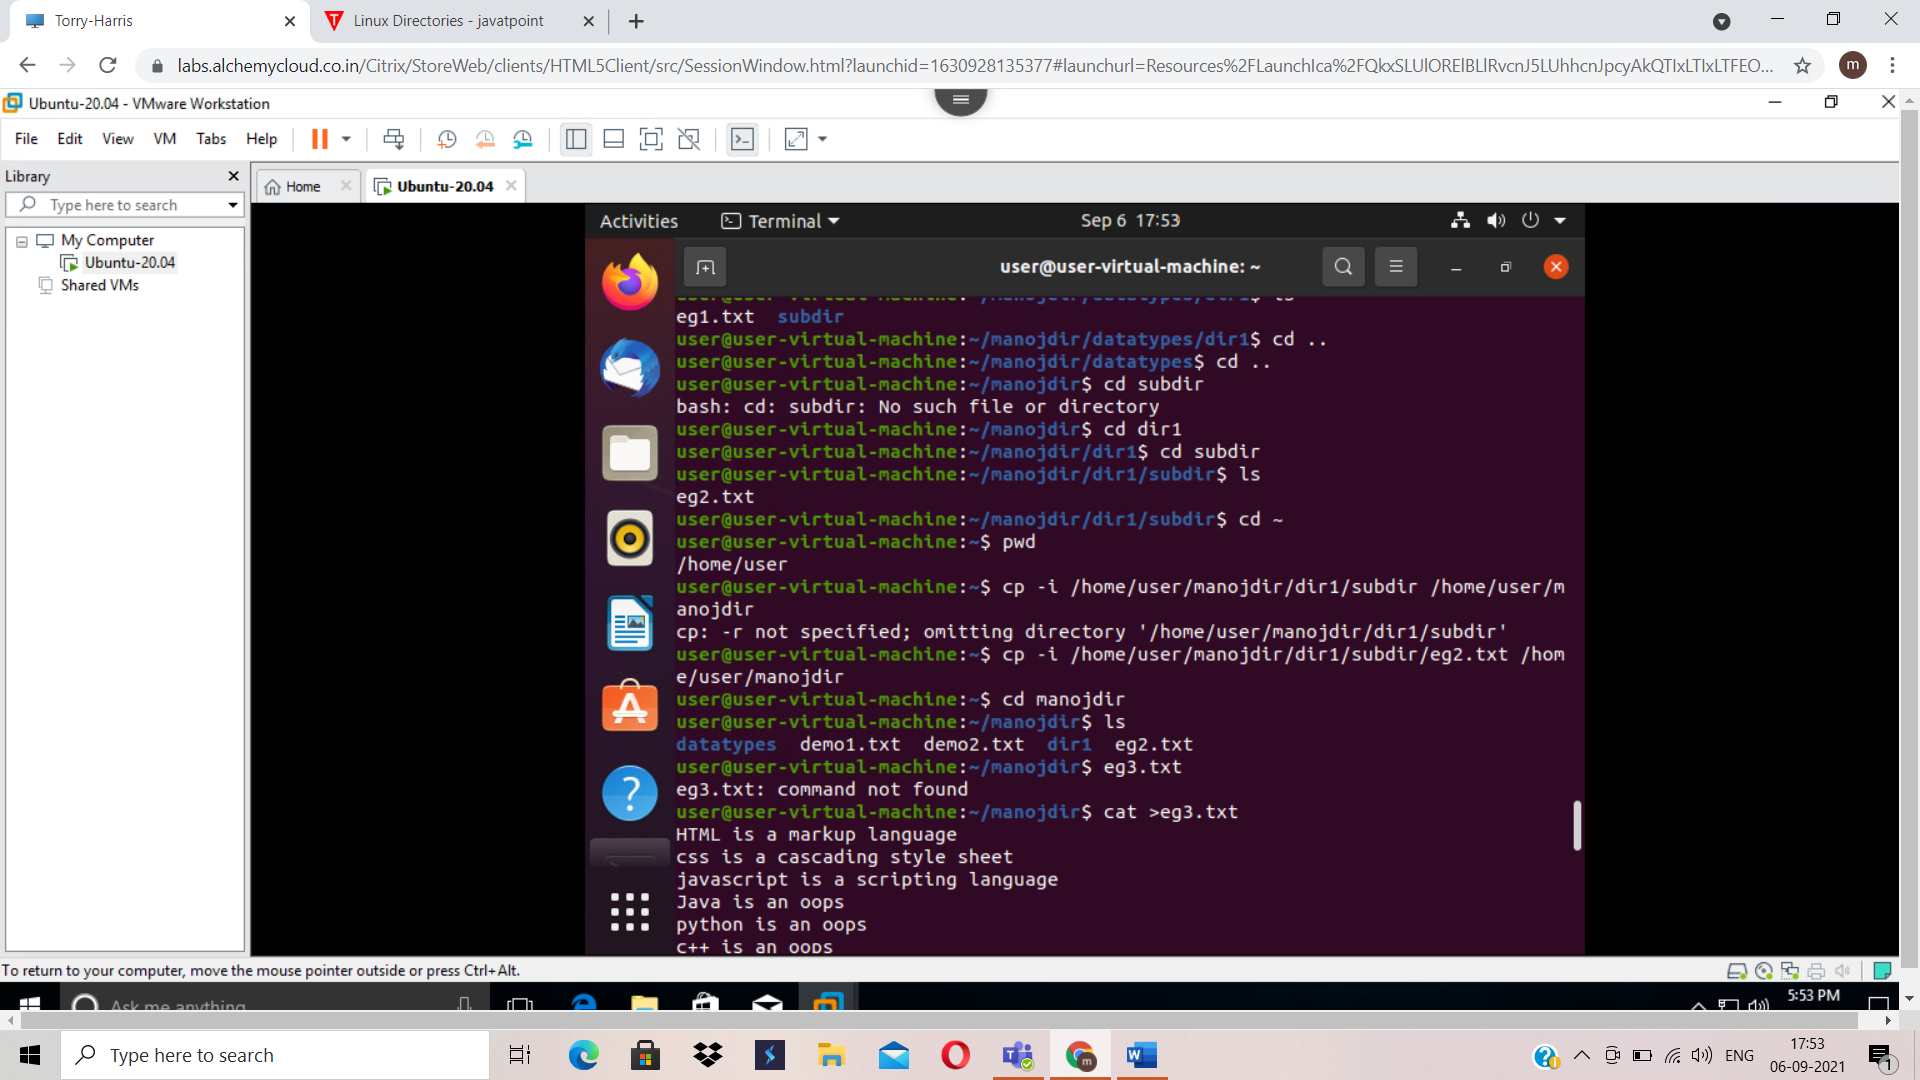 Torry-Harris
Linux Directories - javatpoint
labs.alchemycloud.co.in/Citrix/StoreWeb/clients/HTML5Client/src/SessionWindow.html?launchid=1630928135377#launchurl=Resources%2FLaunchIca%2FQkxSLUlORElBLlRvcnJ5LUhhcnJpcyAkQTIxLTIxLTFEO...
m
Ubuntu-20.04 - VMware Workstation
File Edit View VM Tabs Help
Library
Home
Ubuntu-20.04
Type here to search
My Computer
Ubuntu-20.04
Shared VMs
Activities
Terminal
Sep 6 17:53
user@user-virtual-machine: ~
eg1.txt subdir
user@user-virtual-machine:~/manojdir/datatypes/dir1$ cd ..
user@user-virtual-machine:~/manojdir/datatypes$ cd ..
user@user-virtual-machine:~/manojdir$ cd subdir
bash: cd: subdir: No such file or directory
user@user-virtual-machine:~/manojdir$ cd dir1
user@user-virtual-machine:~/manojdir/dir1$ cd subdir
user@user-virtual-machine:~/manojdir/dir1/subdir$ ls
eg2.txt
user@user-virtual-machine:~/manojdir/dir1/subdir$ cd ~
user@user-virtual-machine:~$ pwd
/home/user
user@user-virtual-machine:~$ cp -i /home/user/manojdir/dir1/subdir /home/user/m
anojdir
cp: -r not specified; omitting directory '/home/user/manojdir/dir1/subdir'
user@user-virtual-machine:~$ cp -i /home/user/manojdir/dir1/subdir/eg2.txt /hom
e/user/manojdir
user@user-virtual-machine:~$ cd manojdir
user@user-virtual-machine:~/manojdir$ ls
datatypes demo1.txt demo2.txt dir1 eg2.txt
user@user-virtual-machine:~/manojdir$ eg3.txt
eg3.txt: command not found
user@user-virtual-machine:~/manojdir$ cat >eg3.txt
HTML is a markup language
css is a cascading style sheet
javascript is a scripting language
Java is an oops
python is an oops
c++ is an oops
To return to your computer, move the mouse pointer outside or press Ctrl+Alt.
Ask me anything
5:53 PM
Type here to search
ENG
17:53
06-09-2021
1